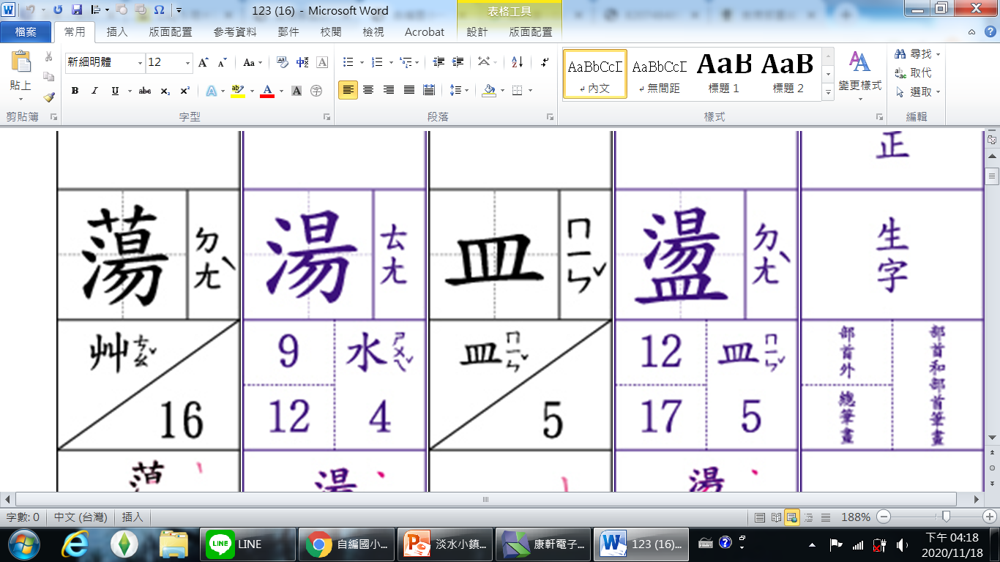 123 (16) - Microsoft Word
表格工具
檔案 常用 插入 版面配置 參考資料 郵件 校閱 檢視 Acrobat 設計 版面配置
貼上
剪貼簿
新細明體 12
字型
段落
AaBbCcD AaBbCcD AaB AaB
內文 無間距 標題 1 標題 2
變更樣式
樣式
尋找
取代
選取
編輯
正
蕩 ㄉㄤˋ 湯 ㄊㄤ 皿 ㄇㄧㄣˇ 盪 ㄉㄤˋ 生字
艸 ㄘㄠˇ 16
9 水 ㄕㄨㄟˇ
12 4
皿 ㄇㄧㄣˇ 5
12 皿 ㄇㄧㄣˇ
17 5
部首外 部首和部首筆畫
總筆畫
湯 湯
字數: 0 中文 (台灣) 插入 188%
LINE 自編國小... 淡水小鎮... 康軒電子... 123 (16)...
下午 04:18
2020/11/18